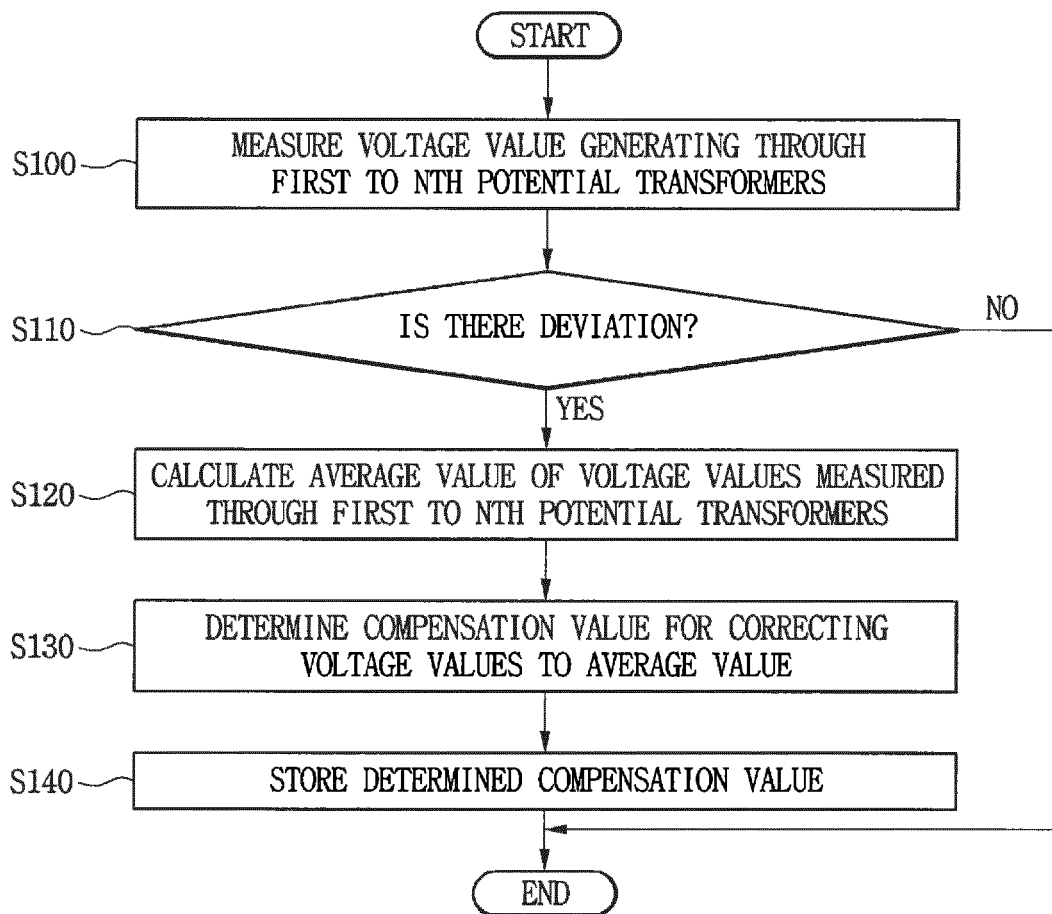 START
S100
MEASURE VOLTAGE VALUE GENERATING THROUGH
FIRST TO NTH POTENTIAL TRANSFORMERS
S110
IS THERE DEVIATION?
NO
YES
S120
CALCULATE AVERAGE VALUE OF VOLTAGE VALUES MEASURED
THROUGH FIRST TO NTH POTENTIAL TRANSFORMERS
S130
DETERMINE COMPENSATION VALUE FOR CORRECTING
VOLTAGE VALUES TO AVERAGE VALUE
S140
STORE DETERMINED COMPENSATION VALUE
END